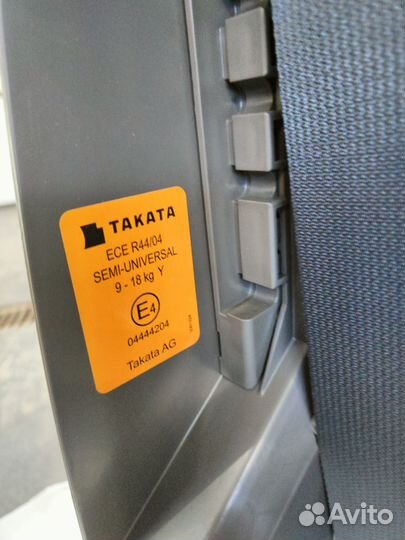 TAKATA
ECE R44/04
SEMI-UNIVERSAL
9 - 18 kg Y
E4
04444204
Takata AG
Avito